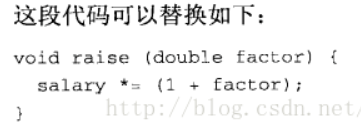 这段代码可以替换如下：
void raise (double factor) {
salary *= (1 + factor);
}
http://blog.csdn.net/